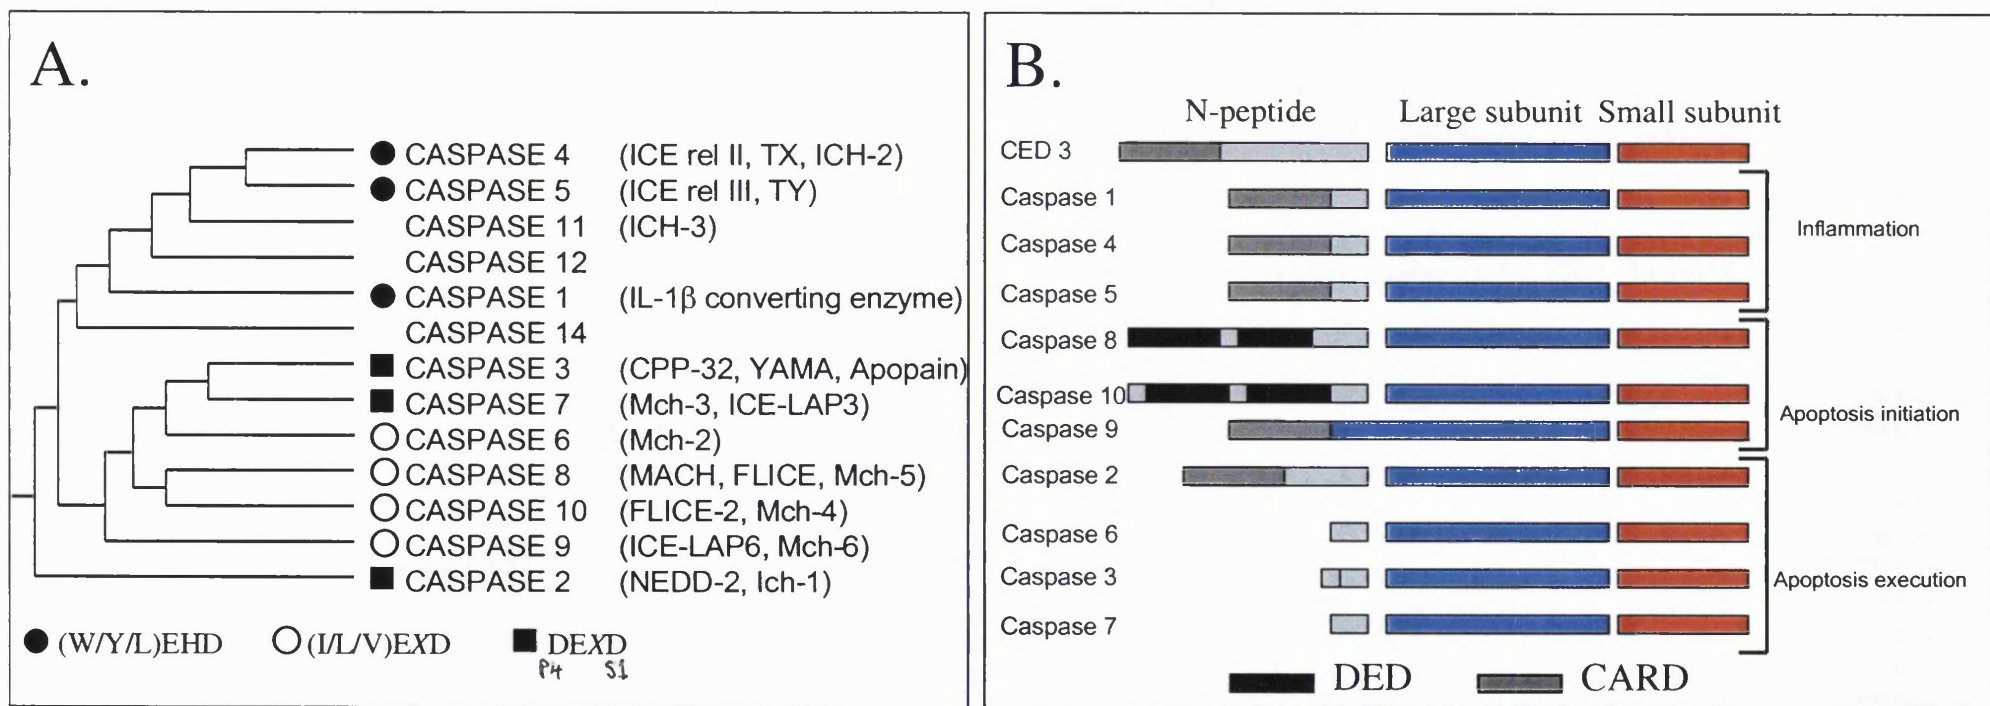 A.
CASPASE 4 (ICE rel II, TX, ICH-2)
CASPASE 5 (ICE rel III, TY)
CASPASE 11 (ICH-3)
CASPASE 12
CASPASE 1 (IL-1β converting enzyme)
CASPASE 14
CASPASE 3 (CPP-32, YAMA, Apopain)
CASPASE 7 (Mch-3, ICE-LAP3)
CASPASE 6 (Mch-2)
CASPASE 8 (MACH, FLICE, Mch-5)
CASPASE 10 (FLICE-2, Mch-4)
CASPASE 9 (ICE-LAP6, Mch-6)
CASPASE 2 (NEDD-2, Ich-1)
(W/Y/L)EHD (I/L/V)EXD DEXD
P4 S1
B.
N-peptide Large subunit Small subunit
CED 3
Caspase 1
Caspase 4
Caspase 5
Inflammation
Caspase 8
Caspase 10
Caspase 9
Apoptosis initiation
Caspase 2
Caspase 6
Caspase 3
Caspase 7
Apoptosis execution
DED CARD